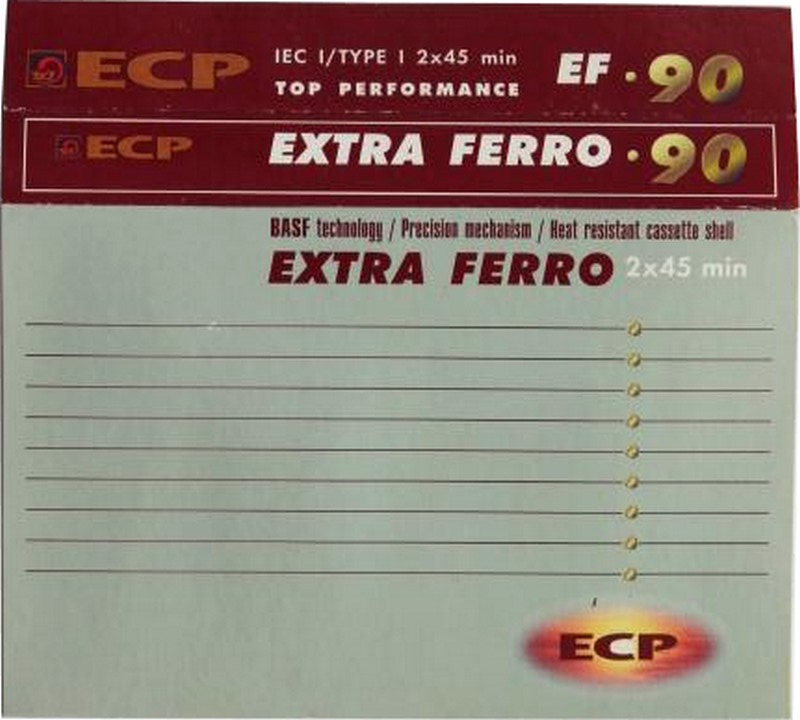 ECP IEC I/TYPE I 2x45 min EF · 90
TOP PERFORMANCE
ECP EXTRA FERRO · 90
BASF technology / Precision mechanism / Heat resistant cassette shell
EXTRA FERRO 2x45 min
ECP